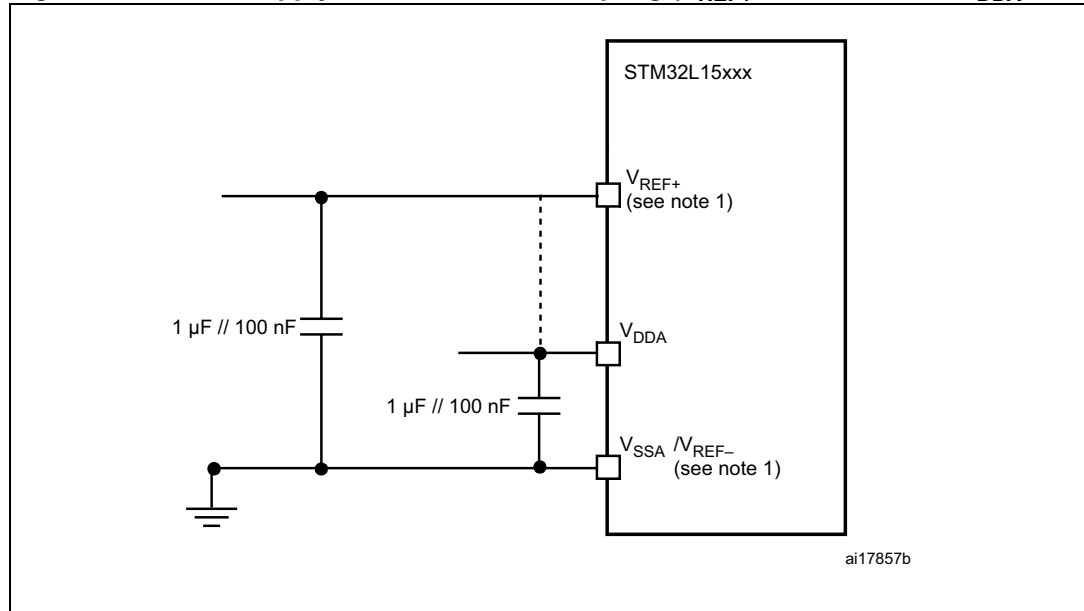 STM32L15xxx
VREF+
(see note 1)
1 µF // 100 nF
VDDA
1 µF // 100 nF
VSSA /VREF–
(see note 1)
ai17857b